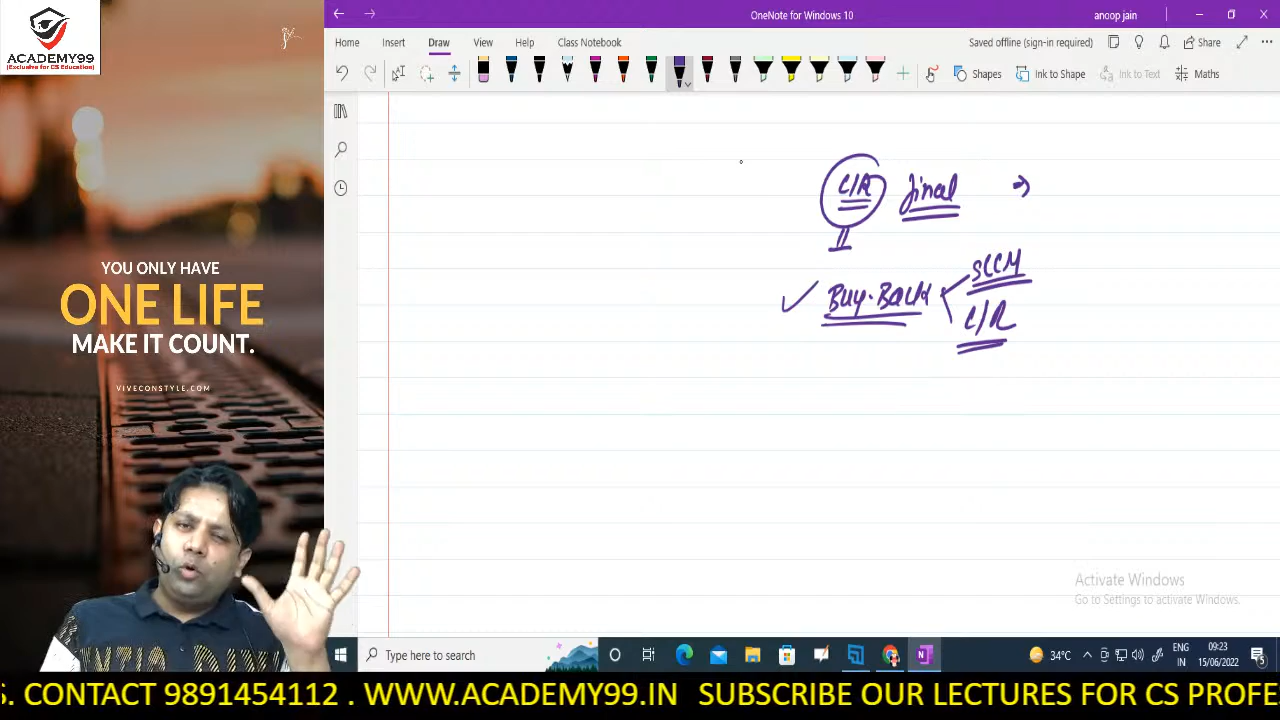 ACADEMY99
(Exclusive for CS Education)
YOU ONLY HAVE
ONE LIFE
MAKE IT COUNT.
VIVECONSTYLE.COM
OneNote for Windows 10
anoop jain
Home Insert Draw View Help Class Notebook
Saved offline (sign-in required)
Share
Shapes Ink to Shape Ink to Text Maths
C/R final ⇒
✓ Buy-Back
SCCM
C/R
Activate Windows
Go to Settings to activate Windows.
Type here to search
N
34°C
ENG
IN
09:23
15/06/2022
5
S. CONTACT 9891454112 . WWW.ACADEMY99.IN SUBSCRIBE OUR LECTURES FOR CS PROFE